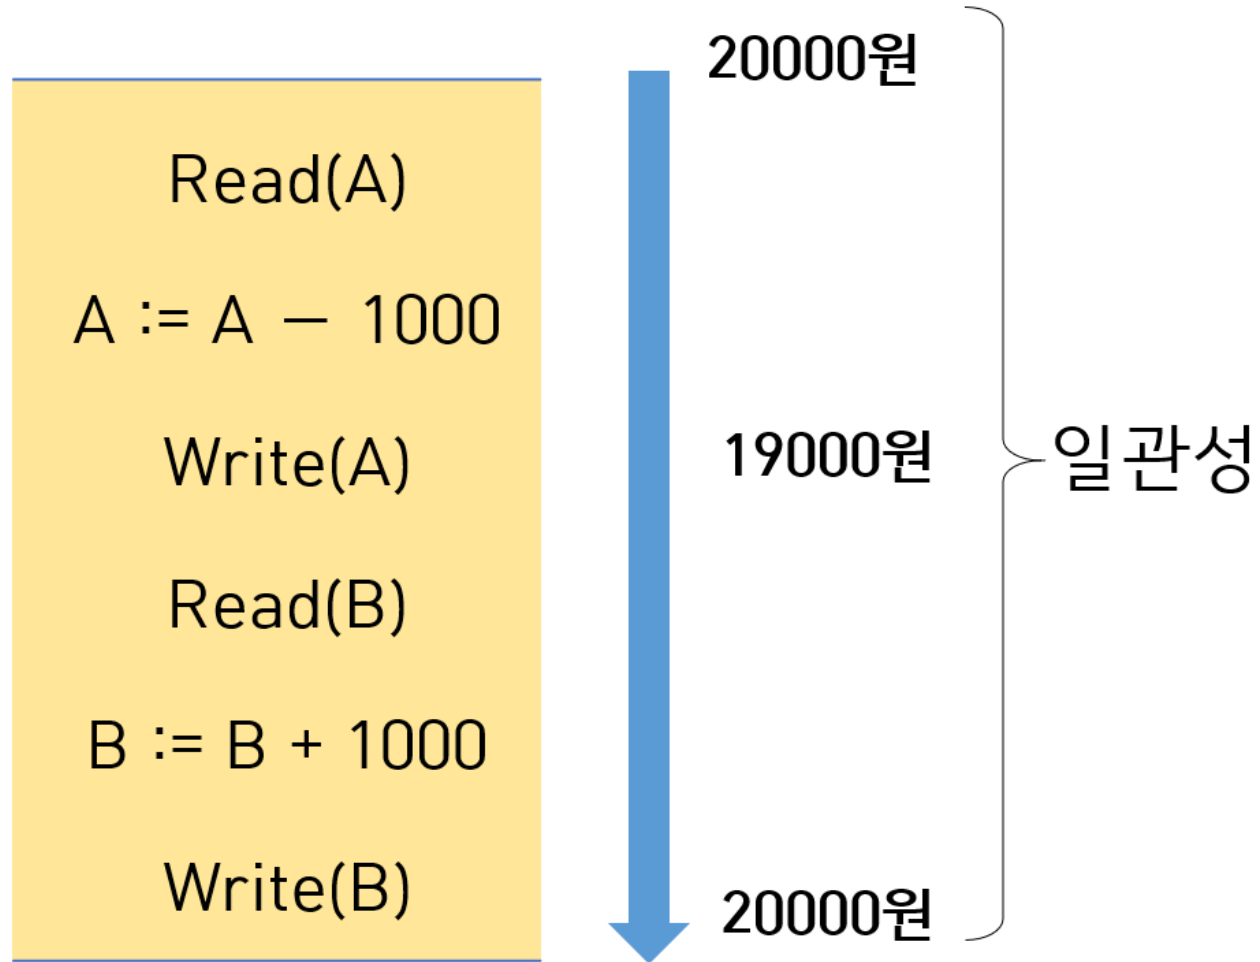 20000원
Read(A)
A := A − 1000
Write(A)
19000원
일관성
Read(B)
B := B + 1000
Write(B)
20000원